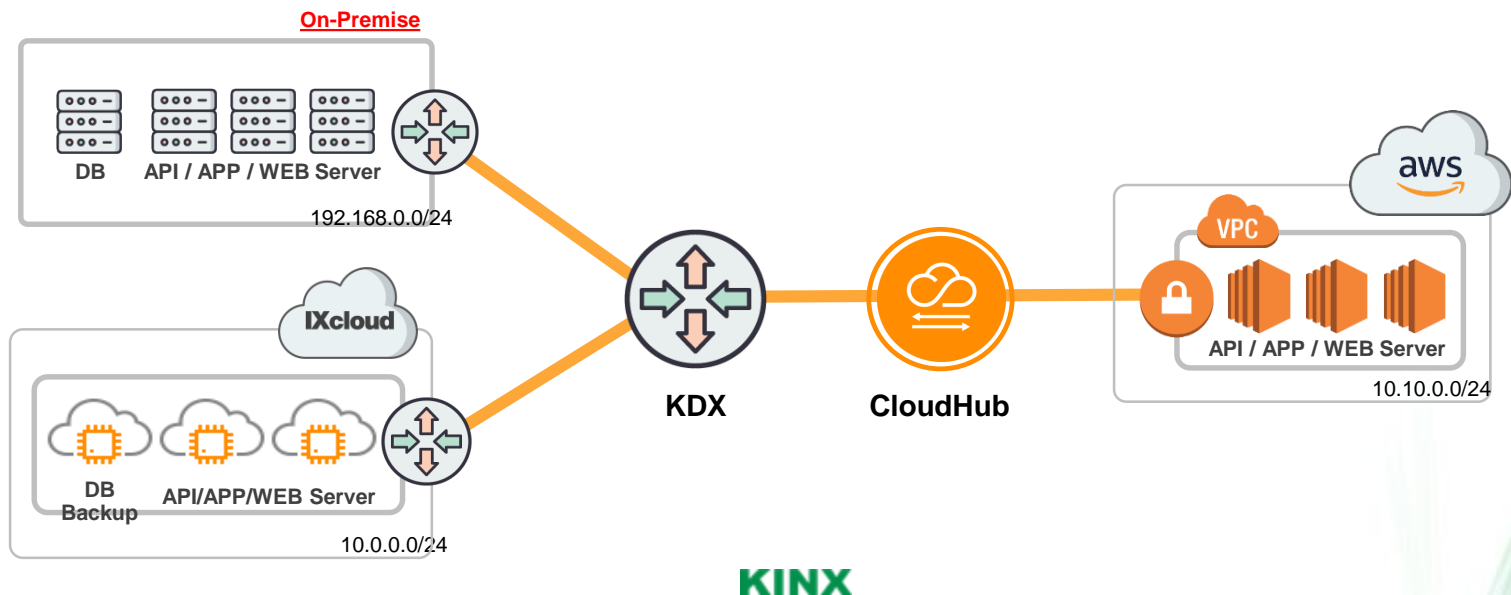 On-Premise
DB
API / APP / WEB Server
192.168.0.0/24
IXcloud
DB
Backup
API/APP/WEB Server
10.0.0.0/24
KDX
CloudHub
aws
VPC
API / APP / WEB Server
10.10.0.0/24
KINX